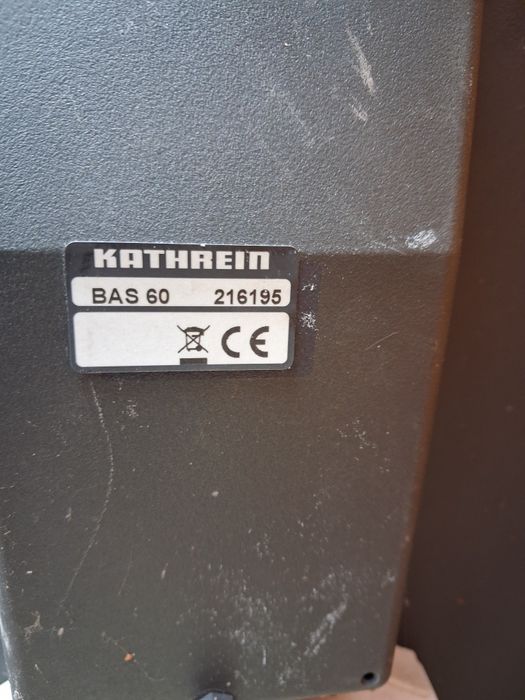 KATHREIN
BAS 60 216195
CE